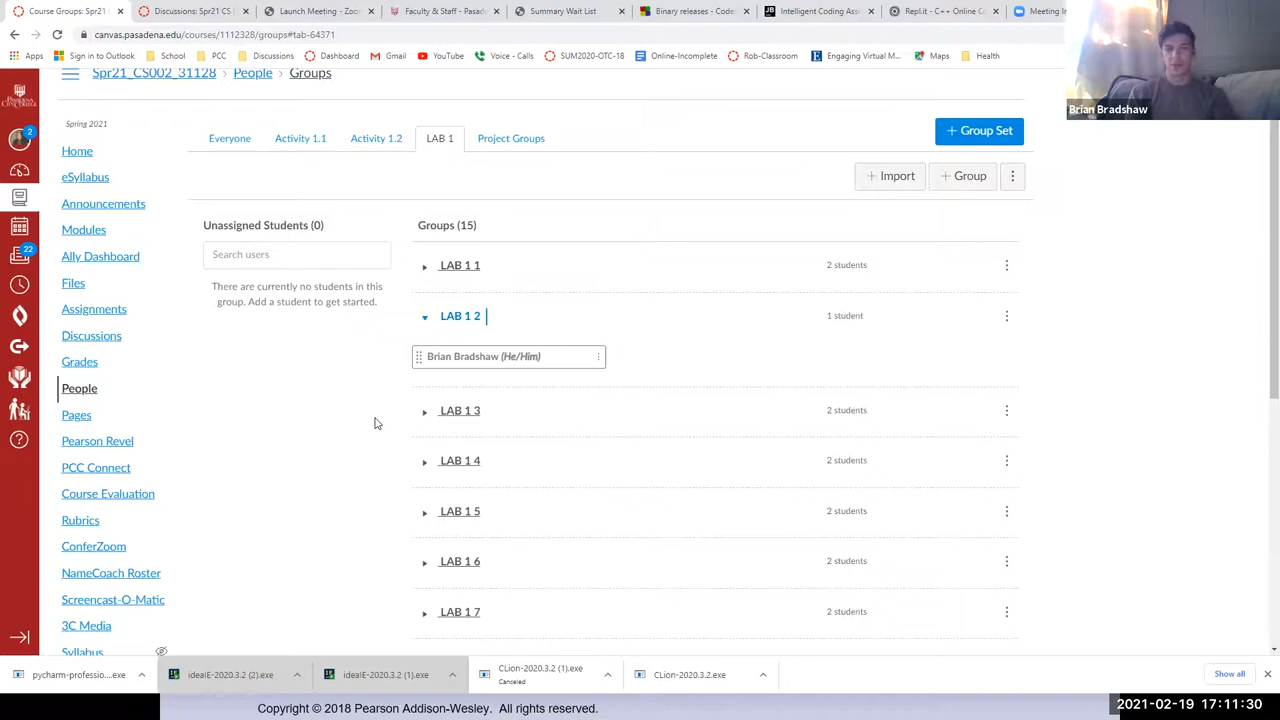 Course Groups: Spr21 C
Discussions: Spr21 CS0
Launch Meeting - Zoo
Faculty & Staff - Pasa
Summary Wait List
Binary releases - Code
Intelligent Coding Assi
Repl.it - C++ Online Co
Meeting In
canvas.pasadena.edu/courses/1112328/groups#tab-64371
Apps
Sign in to Outlook
School
PCC
Discussions
Dashboard
Gmail
YouTube
Voice - Calls
SUM2020-OTC-18
Online-Incomplete
Rob-Classroom
Engaging Virtual M...
Maps
Health
Brian Bradshaw
Spr21_CS002_31128 > People > Groups
Spring 2021
2
22
Home
eSyllabus
Announcements
Modules
Ally Dashboard
Files
Assignments
Discussions
Grades
People
Pages
Pearson Revel
PCC Connect
Course Evaluation
Rubrics
ConferZoom
NameCoach Roster
Screencast-O-Matic
3C Media
Syllabus
Everyone
Activity 1.1
Activity 1.2
LAB 1
Project Groups
+ Group Set
+ Import
+ Group
Unassigned Students (0)
Search users
There are currently no students in this
group. Add a student to get started.
Groups (15)
LAB 1 1 2 students
LAB 1 2 1 student
Brian Bradshaw (He/Him)
LAB 1 3 2 students
LAB 1 4 2 students
LAB 1 5 2 students
LAB 1 6 2 students
LAB 1 7 2 students
pycharm-professio....exe
ideaIE-2020.3.2 (2).exe
ideaIE-2020.3.2 (1).exe
CLion-2020.3.2 (1).exe
Canceled
CLion-2020.3.2.exe
Show all
Copyright © 2018 Pearson Addison-Wesley. All rights reserved.
2021-02-19 17:11:30